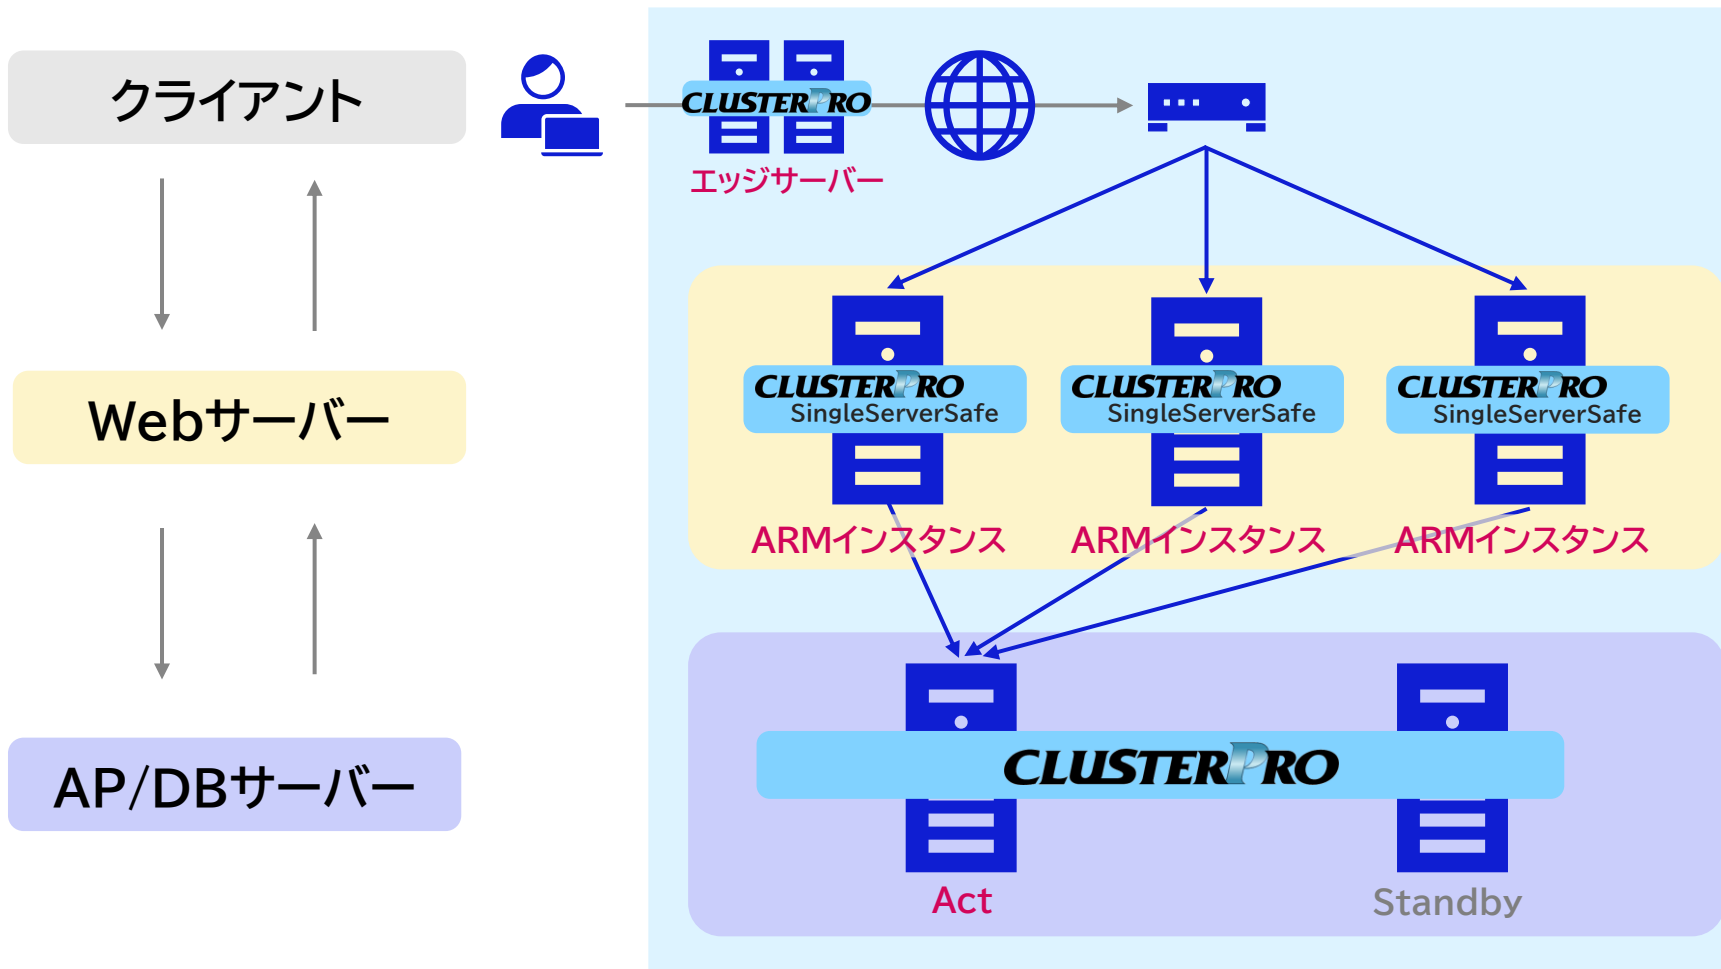 クライアント
CLUSTERPRO
エッジサーバー
Webサーバー
CLUSTERPRO
SingleServerSafe
CLUSTERPRO
SingleServerSafe
CLUSTERPRO
SingleServerSafe
ARMインスタンス
ARMインスタンス
ARMインスタンス
AP/DBサーバー
CLUSTERPRO
Act
Standby